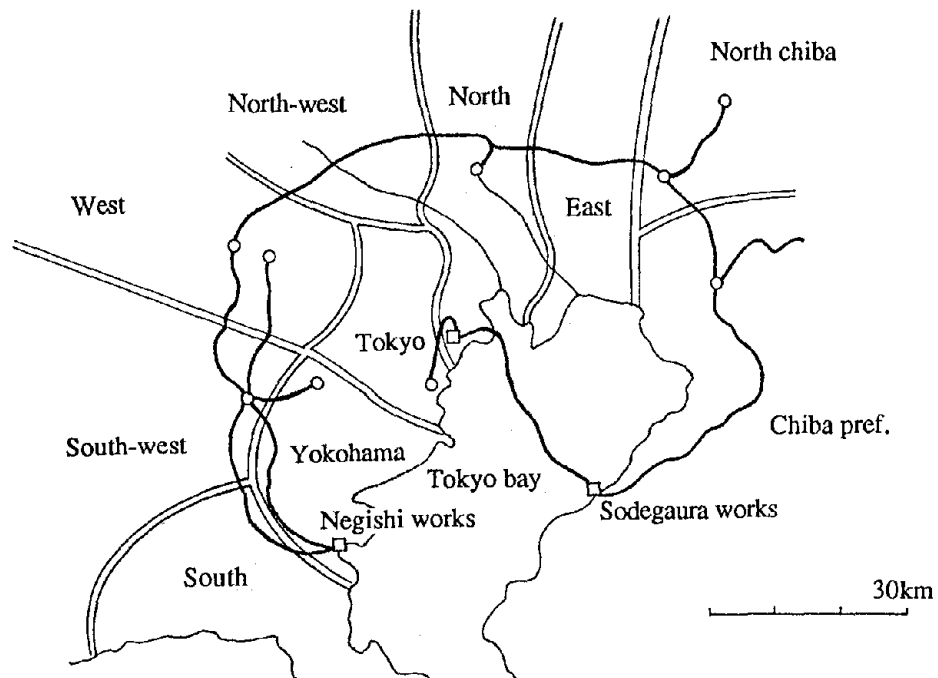 North chiba
North
North-west
West
East
Tokyo
Chiba pref.
South-west
Yokohama
Tokyo bay
Sodegaura works
Negishi works
South
30km